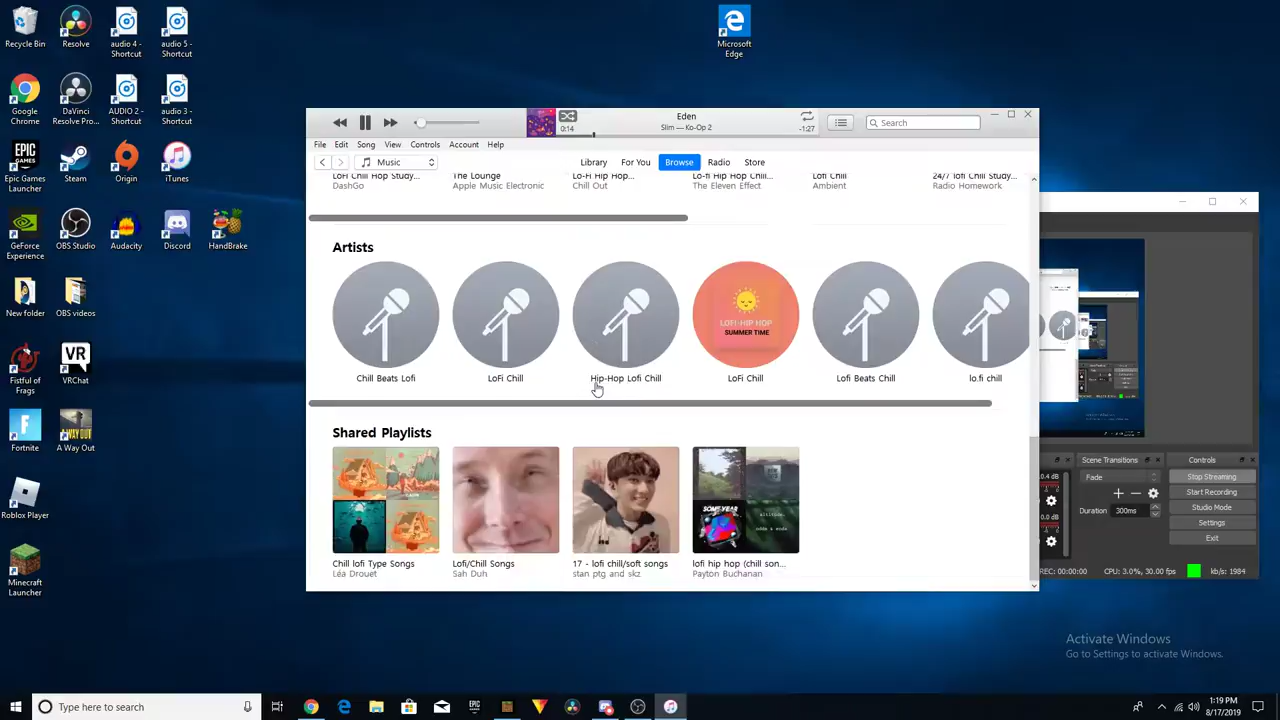 Recycle Bin
Resolve
audio 4 - Shortcut
audio 5 - Shortcut
Microsoft Edge
Google Chrome
DaVinci Resolve Pro...
AUDIO 2 - Shortcut
audio 3 - Shortcut
EPIC GAMES
Epic Games Launcher
Steam
Origin
iTunes
GeForce Experience
OBS Studio
Audacity
Discord
HandBrake
New folder
OBS videos
Fistful of Frags
VR
VRChat
Fortnite
A WAY OUT
A Way Out
Roblox Player
Minecraft Launcher
Eden
Slim — Ko-Op 2
0:14
-1:27
Search
File Edit Song View Controls Account Help
Music
Library For You Browse Radio Store
LoFi Chill Hop Study...
DashGo
The Lounge
Apple Music Electronic
Lo-Fi Hip Hop...
Chill Out
Lo-fi Hip Hop Chill...
The Eleven Effect
Lofi Chill
Ambient
24/7 lofi Chill Study...
Radio Homework
Artists
LOFI-HIP HOP
SUMMER TIME
Chill Beats Lofi
LoFi Chill
Hip-Hop Lofi Chill
LoFi Chill
Lofi Beats Chill
lo.fi chill
Shared Playlists
Chill lofi Type Songs
Léa Drouet
Lofi/Chill Songs
Sah Duh
17 - lofi chill/soft songs
stan ptg and skz
lofi hip hop (chill son...
Payton Buchanan
Scene Transitions
Controls
0.4 dB
0.0 dB
Fade
Duration 300ms
Stop Streaming
Start Recording
Studio Mode
Settings
Exit
REC: 00:00:00
CPU: 3.0%, 30.00 fps
kb/s: 1984
Activate Windows
Go to Settings to activate Windows.
Type here to search
EPIC
1:19 PM
8/17/2019